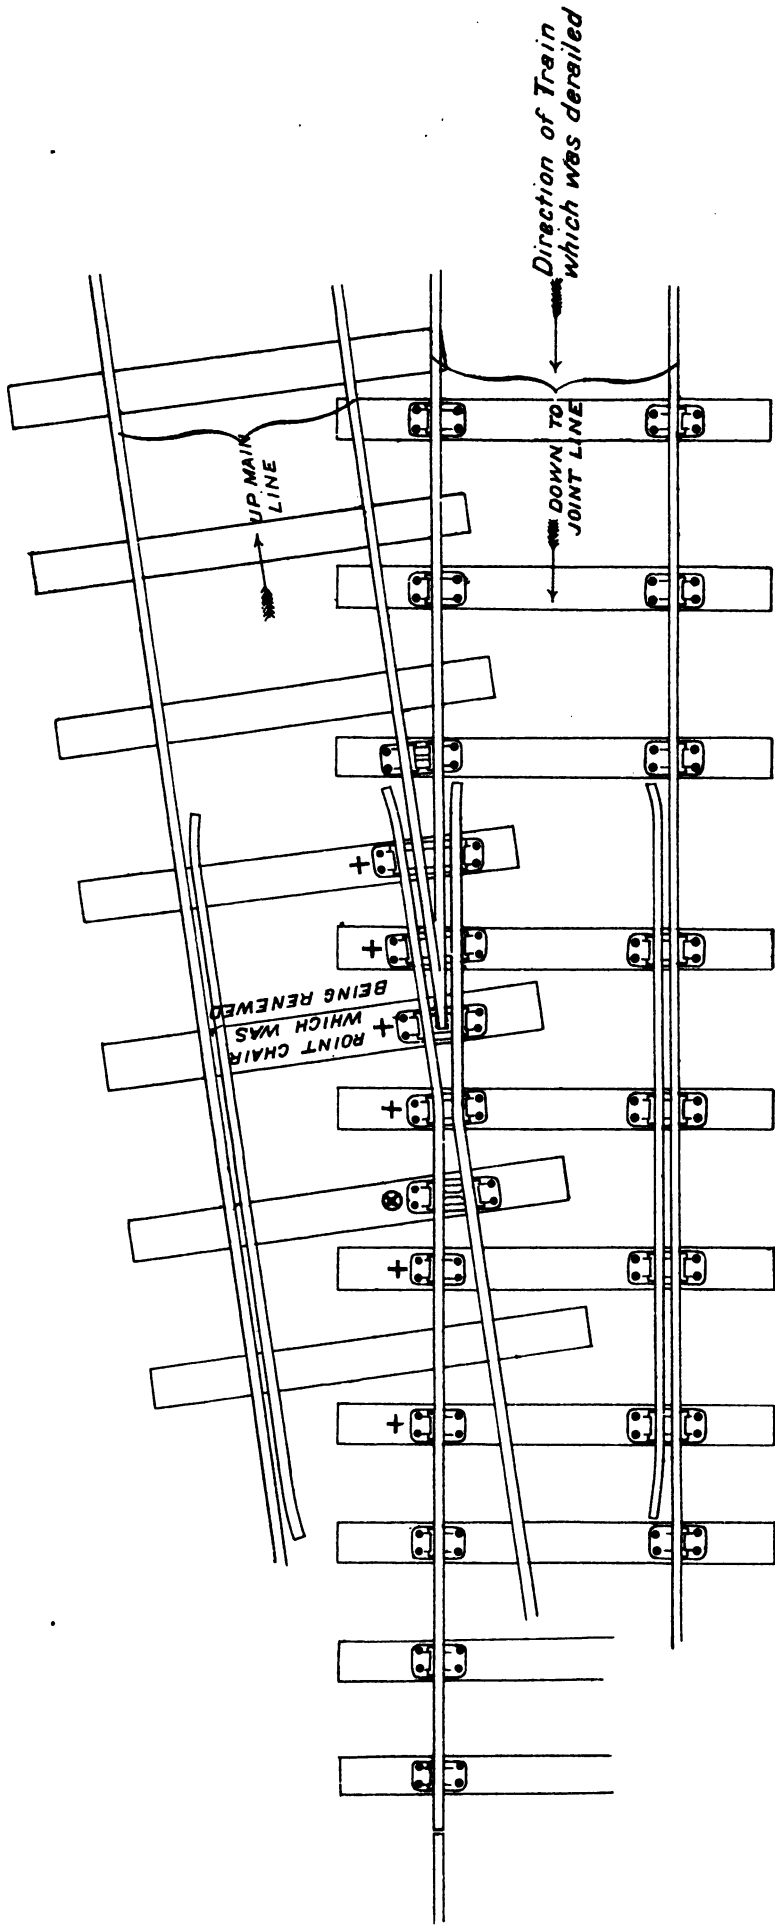 Direction of Train
which was derailed
UP MAIN
LINE
DOWN TO
JOINT LINE
POINT CHAIR
WHICH WAS
BEING RENEWED